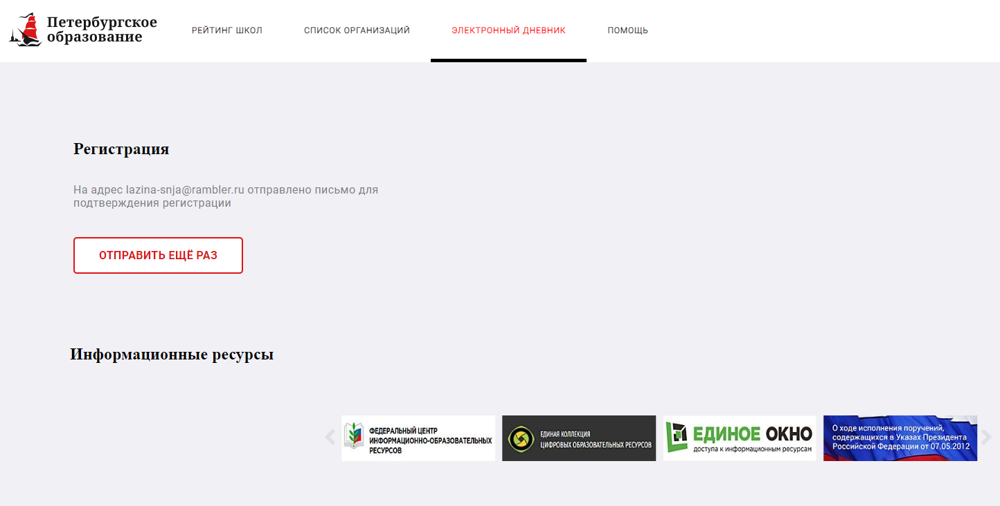 Петербургское
образование
РЕЙТИНГ ШКОЛ
СПИСОК ОРГАНИЗАЦИЙ
ЭЛЕКТРОННЫЙ ДНЕВНИК
ПОМОЩЬ
Регистрация
На адрес lazina-snja@rambler.ru отправлено письмо для
подтверждения регистрации
ОТПРАВИТЬ ЕЩЁ РАЗ
Информационные ресурсы
ФЕДЕРАЛЬНЫЙ ЦЕНТР
ИНФОРМАЦИОННО-ОБРАЗОВАТЕЛЬНЫХ
РЕСУРСОВ
ЕДИНАЯ КОЛЛЕКЦИЯ
ЦИФРОВЫХ ОБРАЗОВАТЕЛЬНЫХ РЕСУРСОВ
ЕДИНОЕ ОКНО
доступа к информационным ресурсам
О ходе исполнения поручений,
содержащихся в Указах Президента
Российской Федерации от 07.05.2012